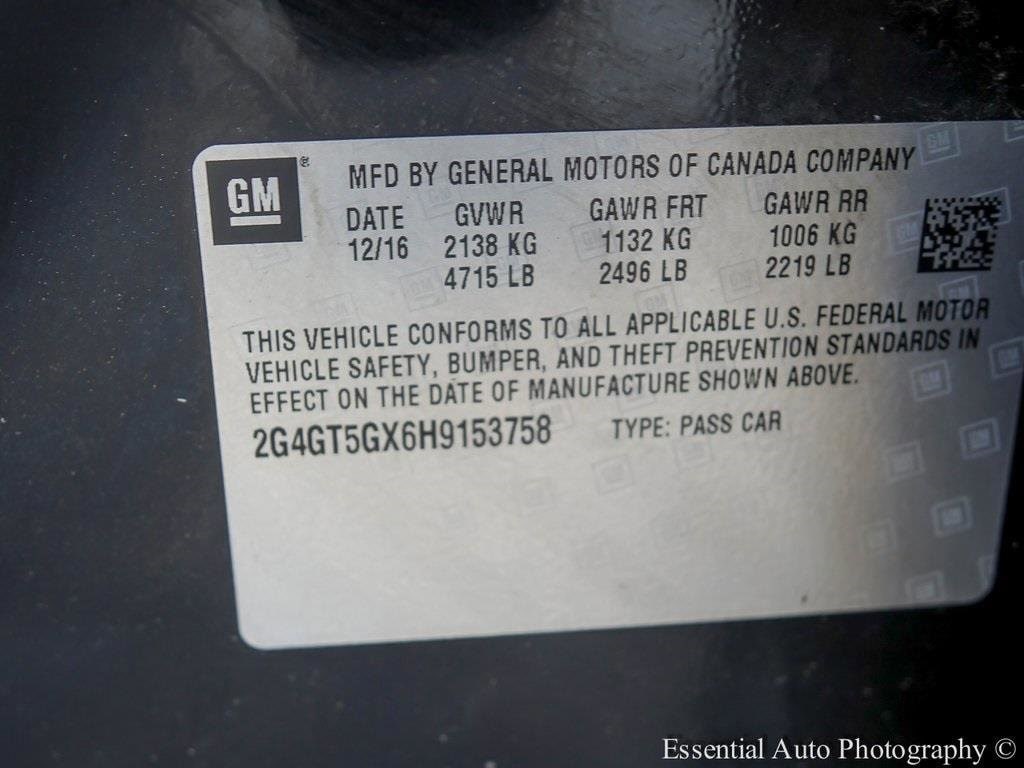 GM ®
MFD BY GENERAL MOTORS OF CANADA COMPANY
DATE GVWR GAWR FRT GAWR RR
12/16 2138 KG 1132 KG 1006 KG
4715 LB 2496 LB 2219 LB
THIS VEHICLE CONFORMS TO ALL APPLICABLE U.S. FEDERAL MOTOR
VEHICLE SAFETY, BUMPER, AND THEFT PREVENTION STANDARDS IN
EFFECT ON THE DATE OF MANUFACTURE SHOWN ABOVE.
2G4GT5GX6H9153758 TYPE: PASS CAR
Essential Auto Photography ©